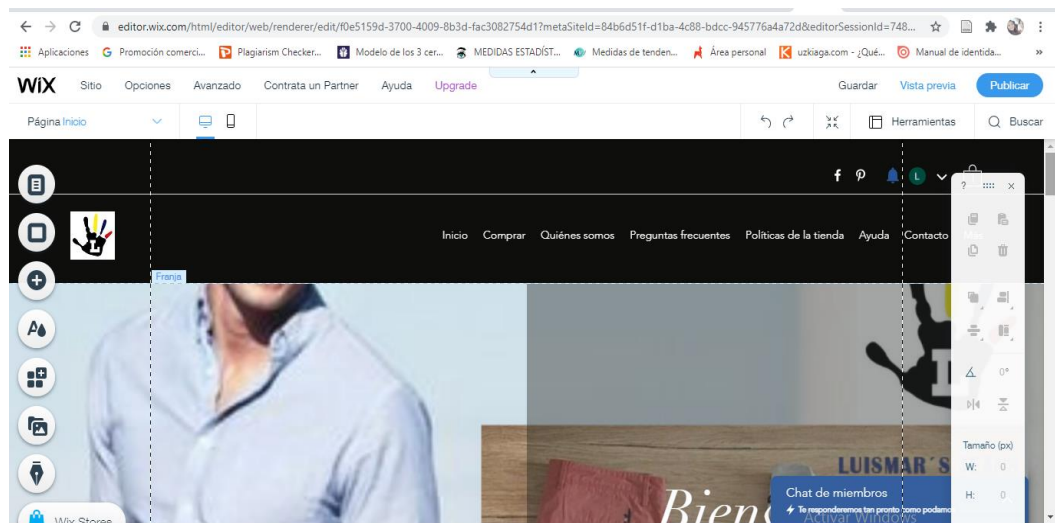 editor.wix.com/html/editor/web/renderer/edit/f0e5159d-3700-4009-8b3d-fac3082754d1?metaSiteId=84b6d51f-d1ba-4c88-bdcc-945776a4a72d&editorSessionId=748...
Aplicaciones Promoción comerci... Plagiarism Checker... Modelo de los 3 cer... MEDIDAS ESTADÍST... Medidas de tenden... Área personal uzkiaga.com - ¿Qué... Manual de identida... »
WiX Sitio Opciones Avanzado Contrata un Partner Ayuda Upgrade Guardar Vista previa Publicar
Página Inicio Herramientas Buscar
L
? x
Inicio Comprar Quiénes somos Preguntas frecuentes Políticas de la tienda Ayuda Contacto
L
Franja
0°
Tamaño (px)
LUISMAR´S
W: 0
Chat de miembros
H: 0
Te responderemos tan pronto como podamo
Bien
Activar Windows
Wix Stores